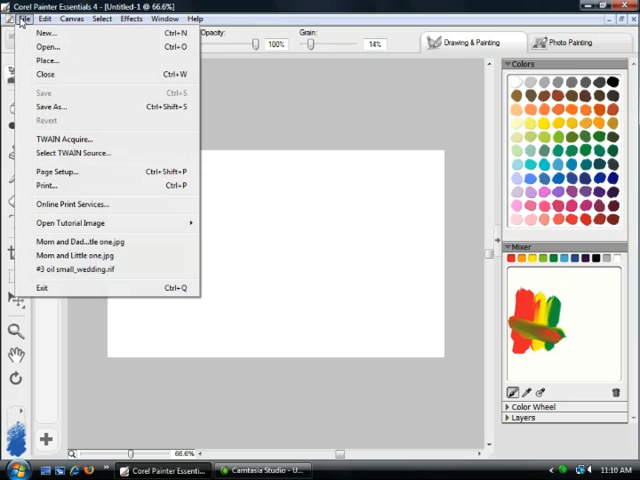 Corel Painter Essentials 4 - [Untitled-1 @ 66.6%]
File Edit Canvas Select Effects Window Help
Opacity: 100% Grain: 14%
Drawing & Painting
Photo Painting
New... Ctrl+N
Open... Ctrl+O
Place...
Close Ctrl+W
Save Ctrl+S
Save As... Ctrl+Shift+S
Revert
TWAIN Acquire...
Select TWAIN Source...
Page Setup... Ctrl+Shift+P
Print... Ctrl+P
Online Print Services...
Open Tutorial Image
Mom and Dad...tle one.jpg
Mom and Little one.jpg
#3 oil small_wedding.rif
Exit Ctrl+Q
Colors
Mixer
Color Wheel
Layers
66.6%
Corel Painter Essenti...
Camtasia Studio - U...
11:10 AM